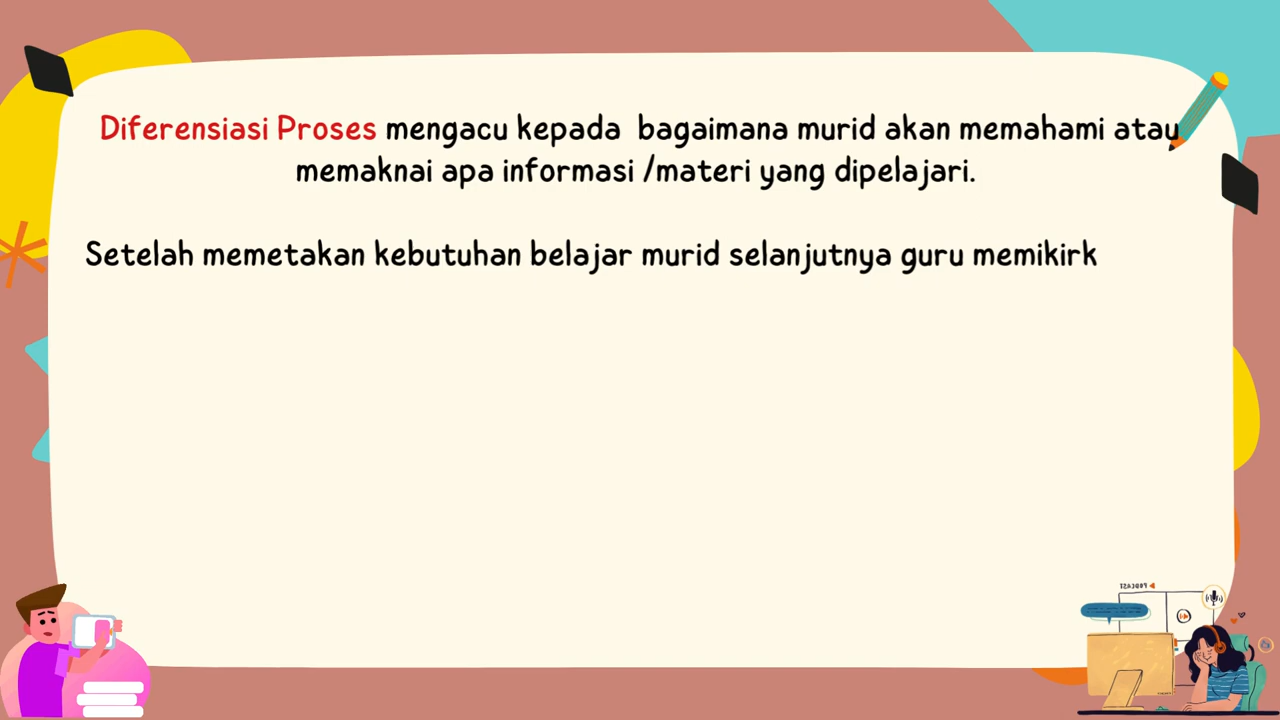 Diferensiasi Proses mengacu kepada  bagaimana murid akan memahami atau
memaknai apa informasi /materi yang dipelajari.
Setelah memetakan kebutuhan belajar murid selanjutnya guru memikirk
PODCAST